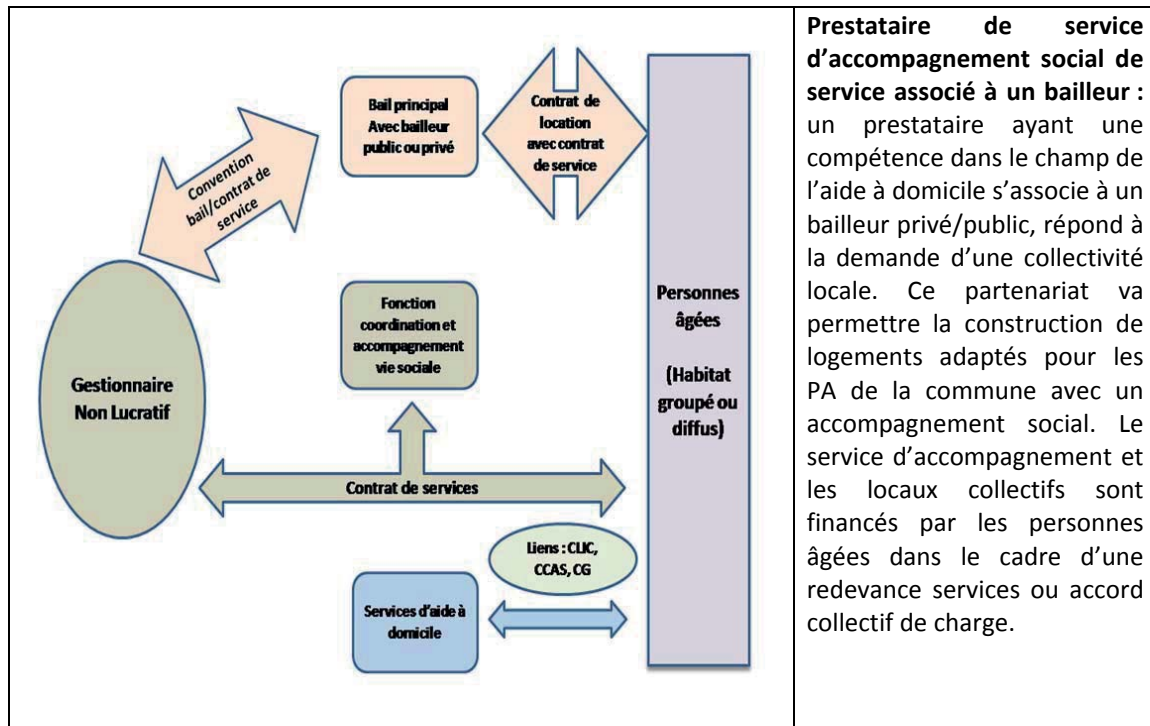 Bail principal
Avec bailleur
public ou privé
Contrat de
location
avec contrat
de service
Convention
bail/contrat de
service
Gestionnaire
Non Lucratif
Fonction
coordination et
accompagnement
vie sociale
Contrat de services
Liens : CLIC,
CCAS, CG
Services d'aide à
domicile
Personnes
âgées
(Habitat
groupé ou
diffus)
Prestataire de service
d’accompagnement social de
service associé à un bailleur :
un prestataire ayant une
compétence dans le champ de
l’aide à domicile s’associe à un
bailleur privé/public, répond à
la demande d’une collectivité
locale. Ce partenariat va
permettre la construction de
logements adaptés pour les
PA de la commune avec un
accompagnement social. Le
service d’accompagnement et
les locaux collectifs sont
financés par les personnes
âgées dans le cadre d’une
redevance services ou accord
collectif de charge.